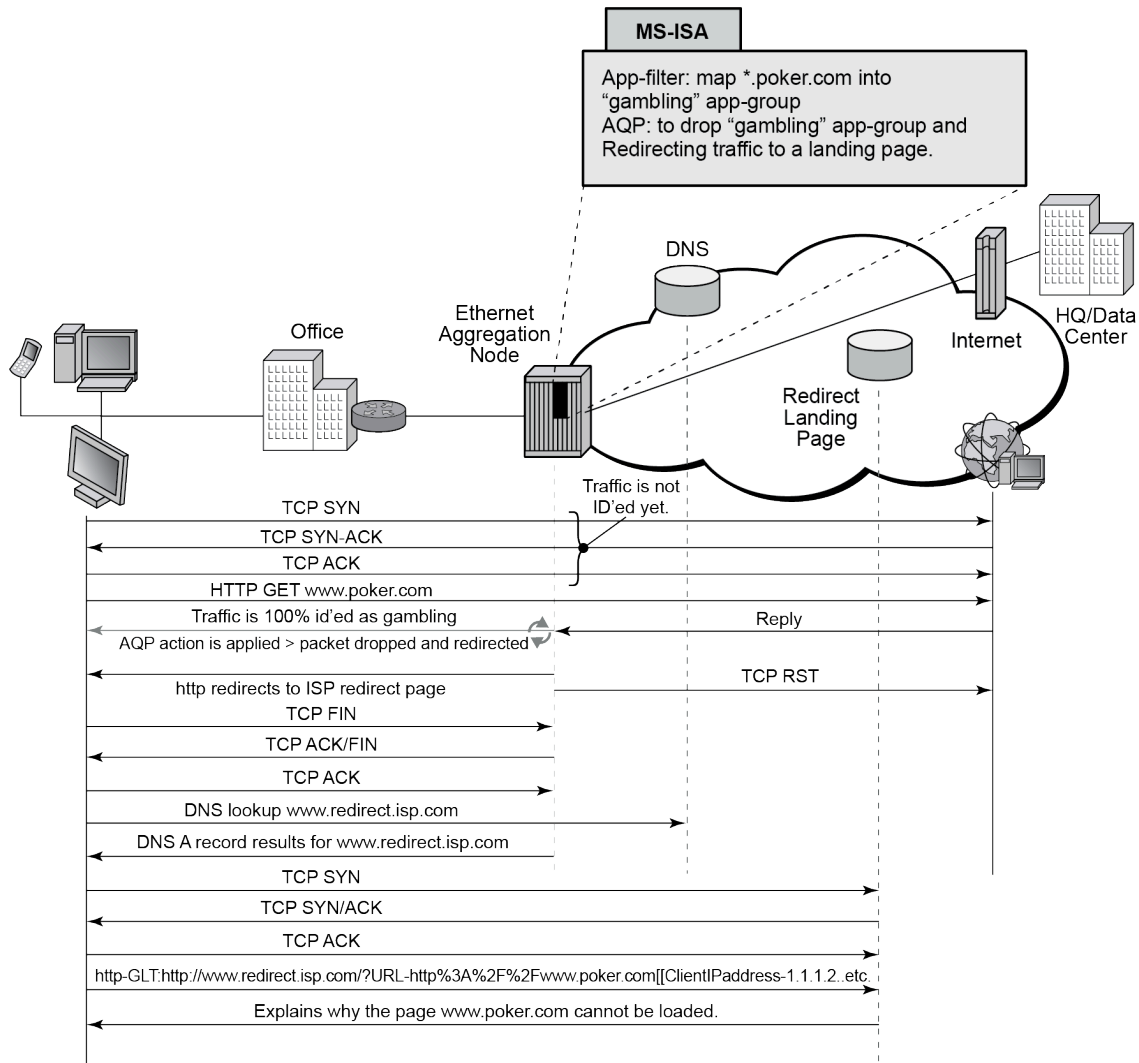 MS-ISA
App-filter: map *.poker.com into
“gambling” app-group
AQP: to drop “gambling” app-group and
Redirecting traffic to a landing page.
DNS
Office
Ethernet
Aggregation
Node
Internet
HQ/Data
Center
Redirect
Landing
Page
Traffic is not
ID’ed yet.
TCP SYN
TCP SYN-ACK
TCP ACK
HTTP GET www.poker.com
Traffic is 100% id’ed as gambling
Reply
AQP action is applied > packet dropped and redirected
http redirects to ISP redirect page
TCP RST
TCP FIN
TCP ACK/FIN
TCP ACK
DNS lookup www.redirect.isp.com
DNS A record results for www.redirect.isp.com
TCP SYN
TCP SYN/ACK
TCP ACK
http-GLT:http://www.redirect.isp.com/?URL-http%3A%2F%2Fwww.poker.com[[ClientIPaddress-1.1.1.2..etc.
Explains why the page www.poker.com cannot be loaded.